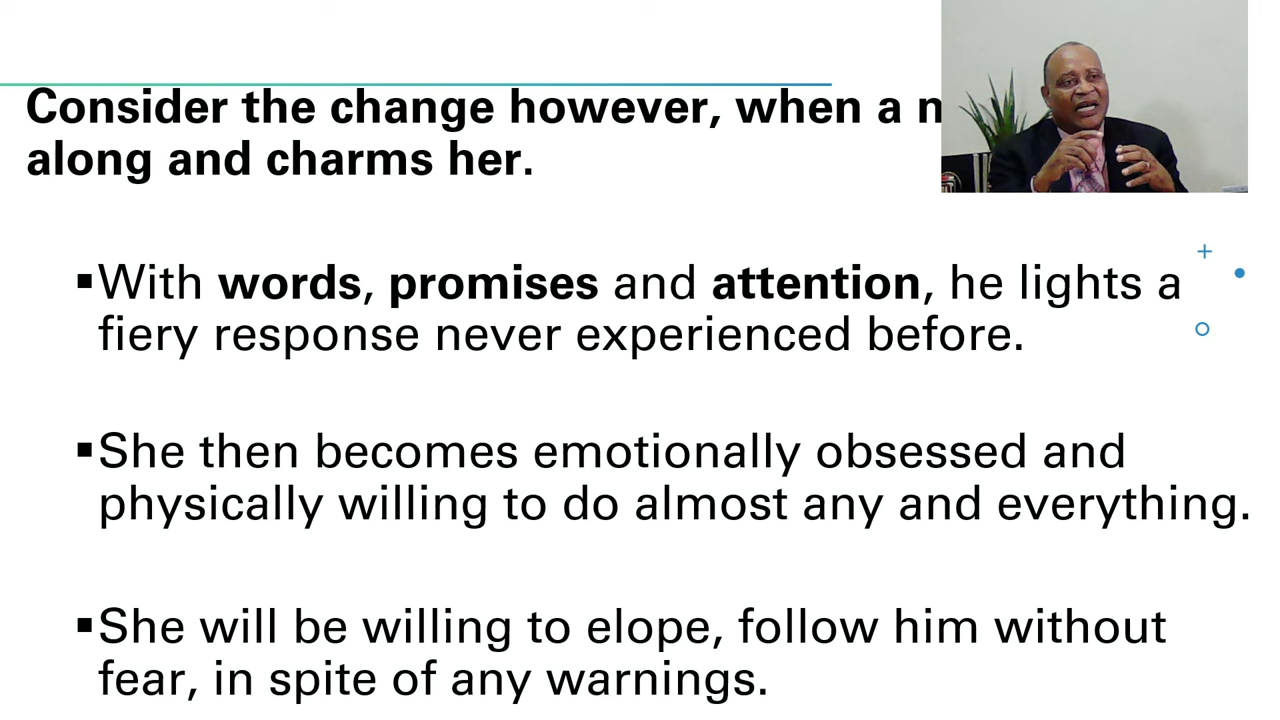 Consider the change however, when a
along and charms her.
▪With words, promises and attention, he lights a
fiery response never experienced before.
▪She then becomes emotionally obsessed and
physically willing to do almost any and everything.
▪She will be willing to elope, follow him without
fear, in spite of any warnings.